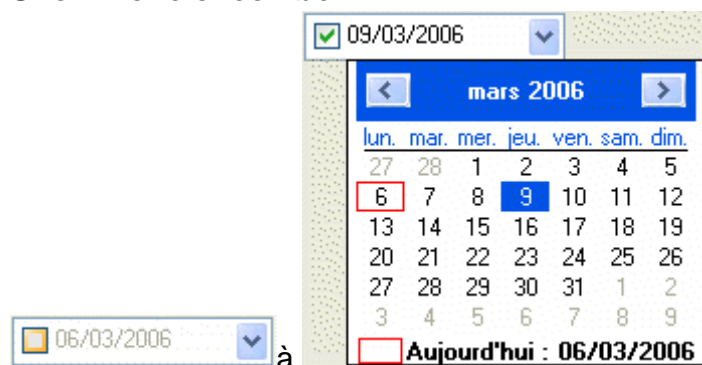 09/03/2006
mars 2006
lun. mar. mer. jeu. ven. sam. dim.
27 28 1 2 3 4 5
6 7 8 9 10 11 12
13 14 15 16 17 18 19
20 21 22 23 24 25 26
27 28 29 30 31 1 2
3 4 5 6 7 8 9
Aujourd'hui : 06/03/2006
06/03/2006
à